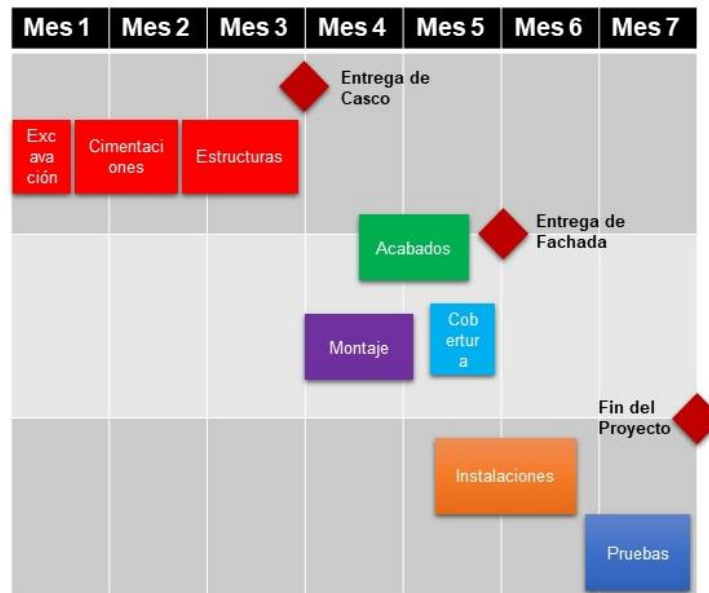 Mes 1 Mes 2 Mes 3 Mes 4 Mes 5 Mes 6 Mes 7
Entrega de
Casco
Exc
ava
ción
Cimentaci
ones
Estructuras
Acabados
Entrega de
Fachada
Montaje
Cob
ertur
a
Fin del
Proyecto
Instalaciones
Pruebas